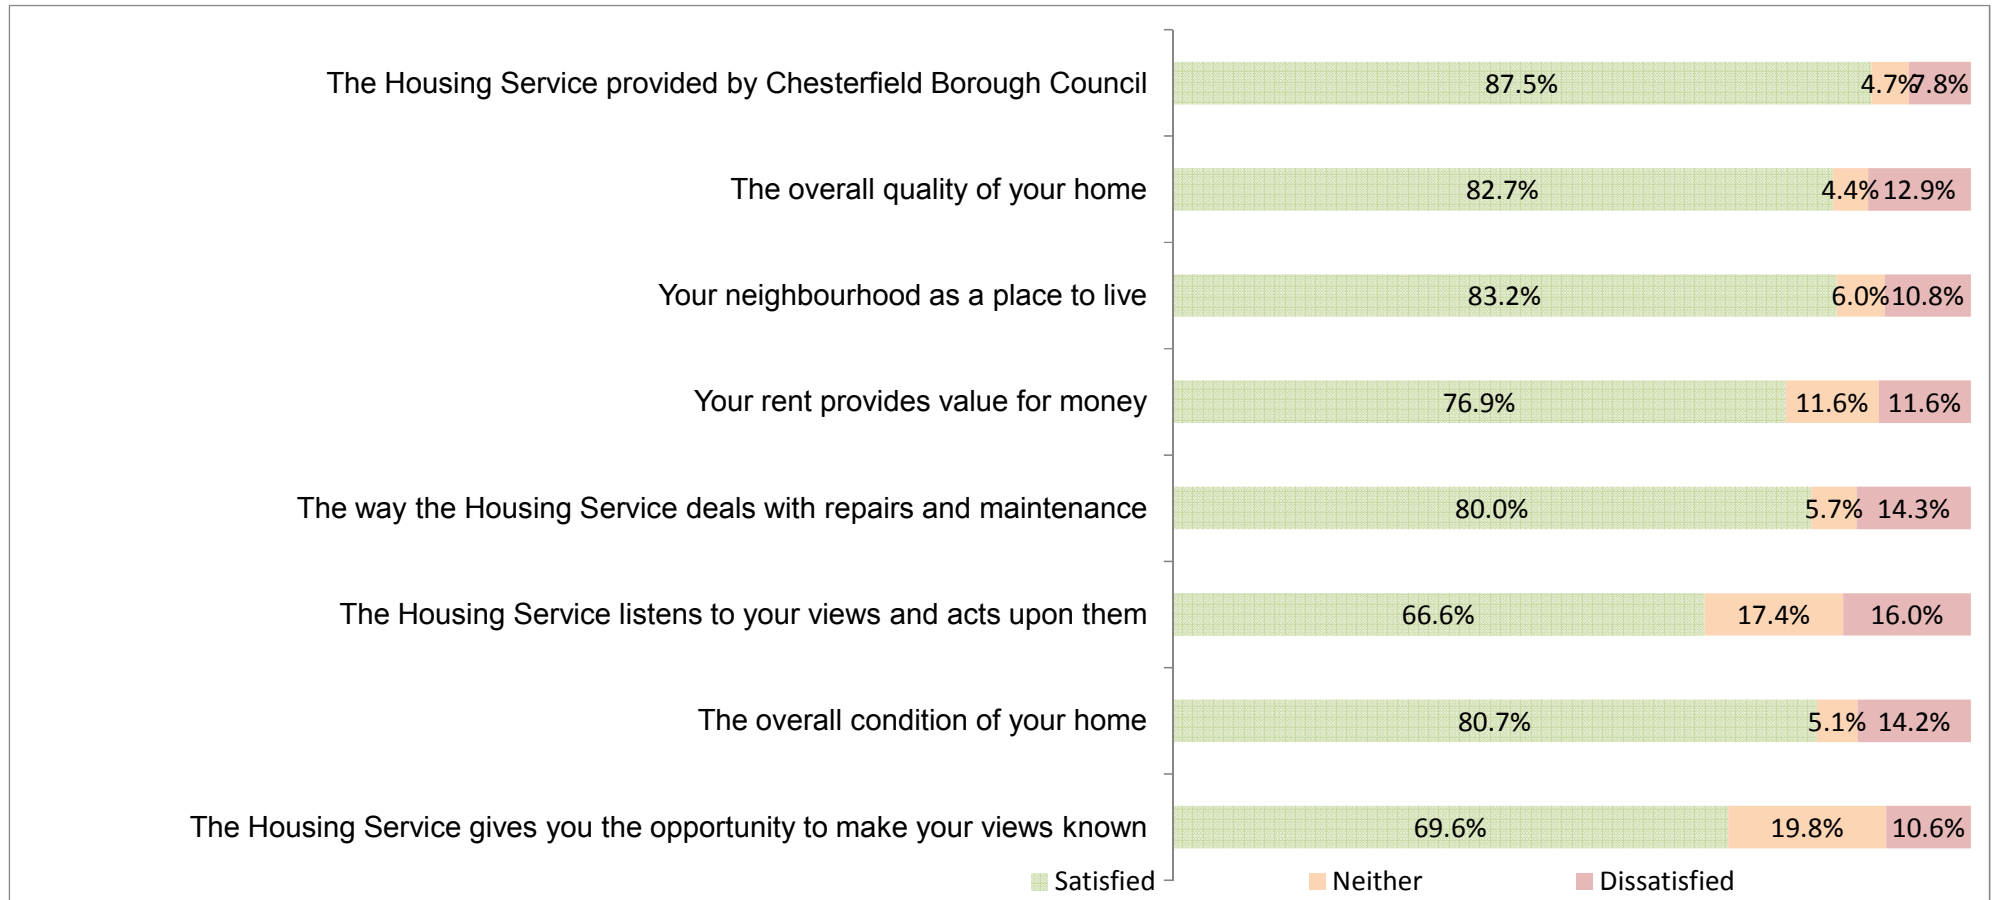 The Housing Service provided by Chesterfield Borough Council 87.5% 4.7% 7.8%
The overall quality of your home 82.7% 4.4% 12.9%
Your neighbourhood as a place to live 83.2% 6.0% 10.8%
Your rent provides value for money 76.9% 11.6% 11.6%
The way the Housing Service deals with repairs and maintenance 80.0% 5.7% 14.3%
The Housing Service listens to your views and acts upon them 66.6% 17.4% 16.0%
The overall condition of your home 80.7% 5.1% 14.2%
The Housing Service gives you the opportunity to make your views known 69.6% 19.8% 10.6%
Satisfied Neither Dissatisfied